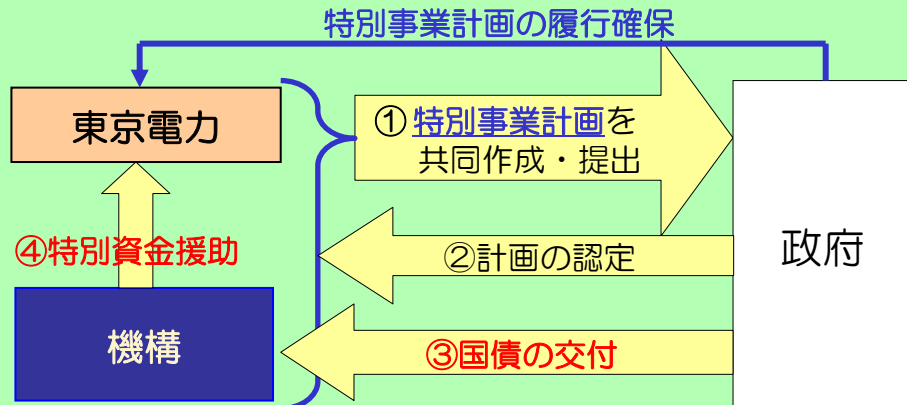 特別事業計画の履行確保
東京電力
①特別事業計画を
共同作成・提出
④特別資金援助
②計画の認定
政府
機構
③国債の交付